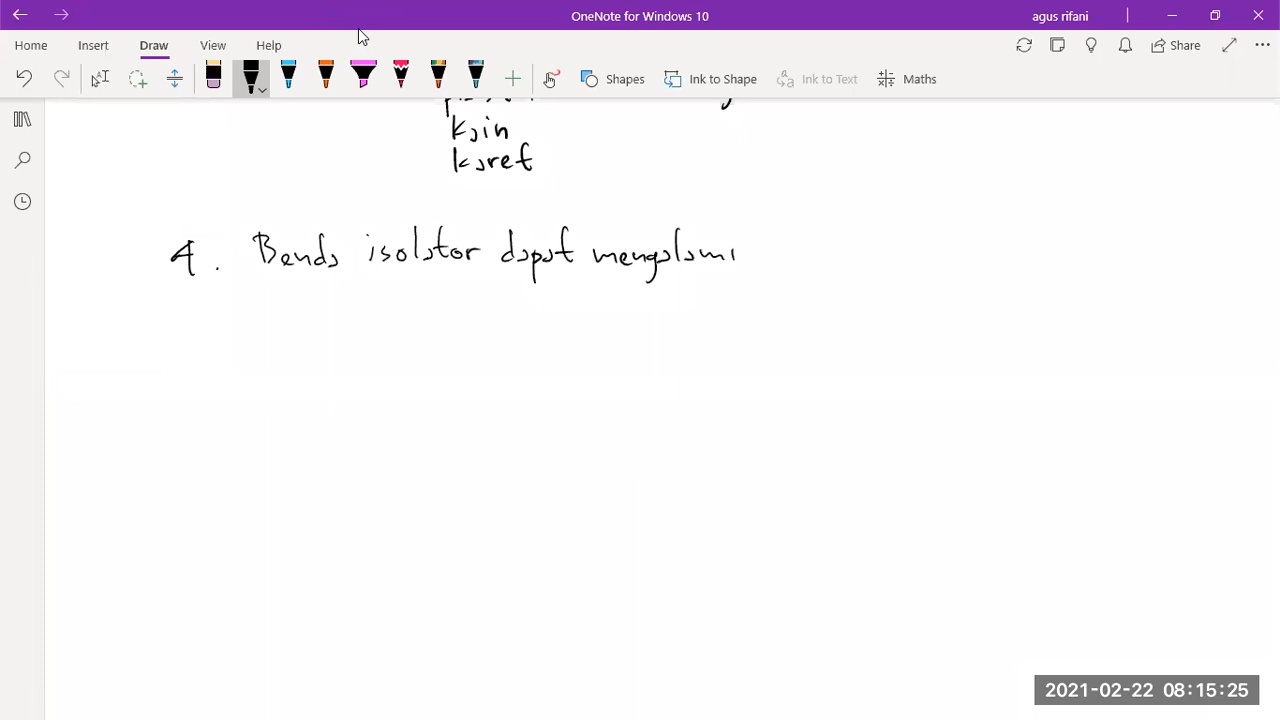 OneNote for Windows 10
agus rifani
Home Insert Draw View Help
Share
Shapes Ink to Shape Ink to Text Maths
kain
karet
4. Benda isolator dapat mengalami
2021-02-22 08:15:25